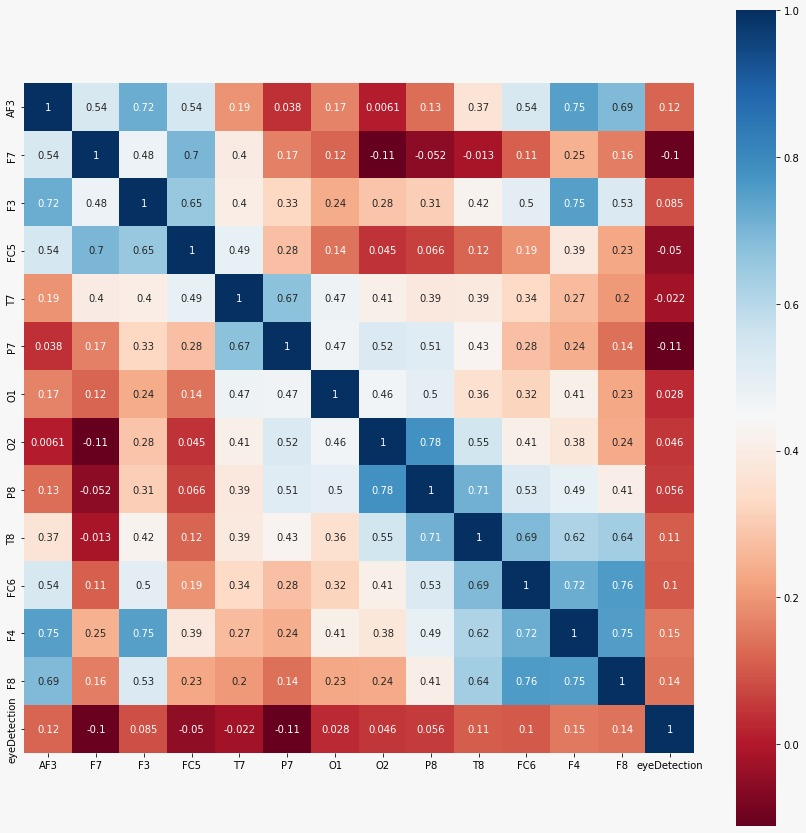 1.0
AF3 1 0.54 0.72 0.54 0.19 0.038 0.17 0.0061 0.13 0.37 0.54 0.75 0.69 0.12
F7 0.54 1 0.48 0.7 0.4 0.17 0.12 -0.11 -0.052 -0.013 0.11 0.25 0.16 -0.1
0.8
F3 0.72 0.48 1 0.65 0.4 0.33 0.24 0.28 0.31 0.42 0.5 0.75 0.53 0.085
FC5 0.54 0.7 0.65 1 0.49 0.28 0.14 0.045 0.066 0.12 0.19 0.39 0.23 -0.05
T7 0.19 0.4 0.4 0.49 1 0.67 0.47 0.41 0.39 0.39 0.34 0.27 0.2 -0.022
0.6
P7 0.038 0.17 0.33 0.28 0.67 1 0.47 0.52 0.51 0.43 0.28 0.24 0.14 -0.11
O1 0.17 0.12 0.24 0.14 0.47 0.47 1 0.46 0.5 0.36 0.32 0.41 0.23 0.028
O2 0.0061 -0.11 0.28 0.045 0.41 0.52 0.46 1 0.78 0.55 0.41 0.38 0.24 0.046
0.4
P8 0.13 -0.052 0.31 0.066 0.39 0.51 0.5 0.78 1 0.71 0.53 0.49 0.41 0.056
T8 0.37 -0.013 0.42 0.12 0.39 0.43 0.36 0.55 0.71 1 0.69 0.62 0.64 0.11
FC6 0.54 0.11 0.5 0.19 0.34 0.28 0.32 0.41 0.53 0.69 1 0.72 0.76 0.1
0.2
F4 0.75 0.25 0.75 0.39 0.27 0.24 0.41 0.38 0.49 0.62 0.72 1 0.75 0.15
F8 0.69 0.16 0.53 0.23 0.2 0.14 0.23 0.24 0.41 0.64 0.76 0.75 1 0.14
eyeDetection 0.12 -0.1 0.085 -0.05 -0.022 -0.11 0.028 0.046 0.056 0.11 0.1 0.15 0.14 1
0.0
AF3 F7 F3 FC5 T7 P7 O1 O2 P8 T8 FC6 F4 F8 eyeDetection